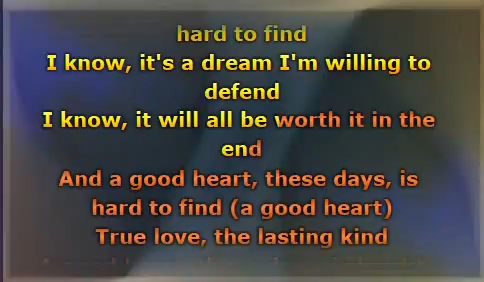 hard to find
I know, it's a dream I'm willing to
defend
I know, it will all be worth it in the
end
And a good heart, these days, is
hard to find (a good heart)
True love, the lasting kind